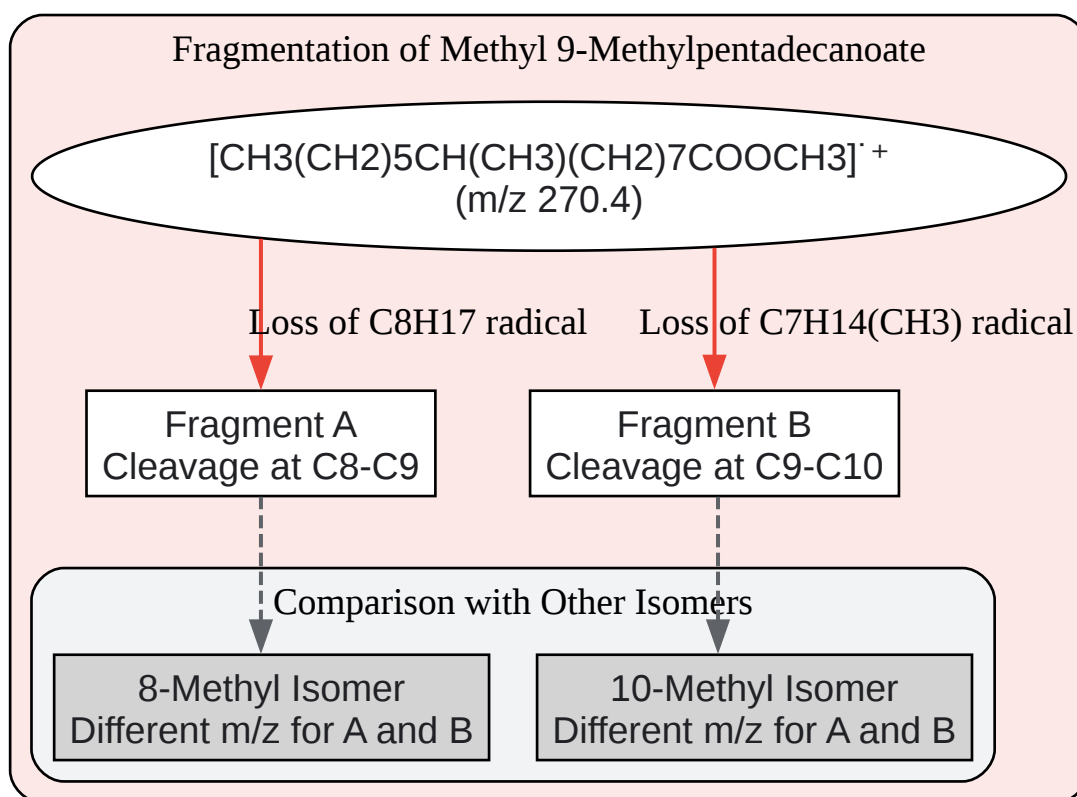 Fragmentation of Methyl 9-Methylpentadecanoate
[CH3(CH2)5CH(CH3)(CH2)7COOCH3]˙⁺
(m/z 270.4)
Loss of C8H17 radical
Loss of C7H14(CH3) radical
Fragment A
Cleavage at C8-C9
Fragment B
Cleavage at C9-C10
Comparison with Other Isomers
8-Methyl Isomer
Different m/z for A and B
10-Methyl Isomer
Different m/z for A and B